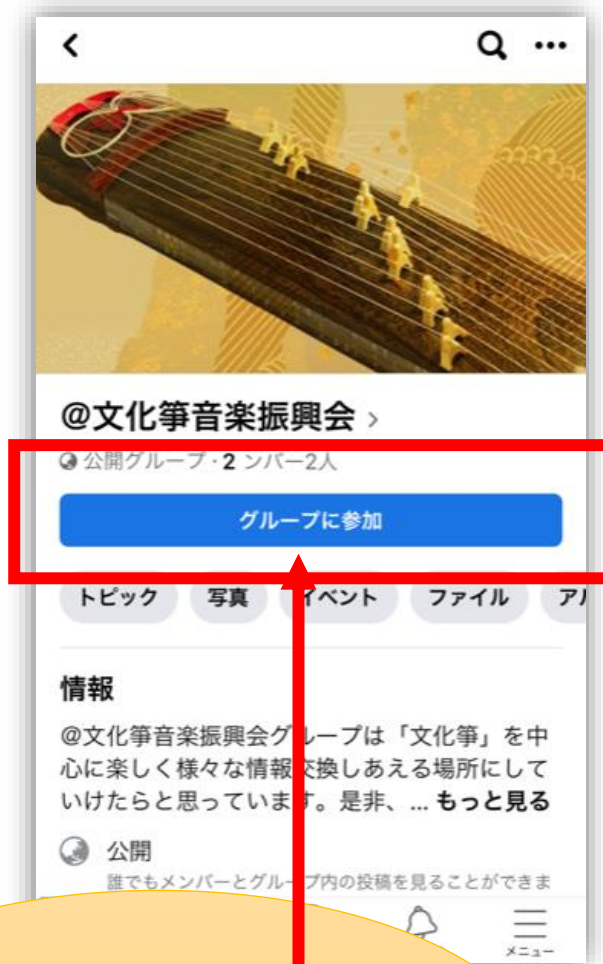 @文化箏音楽振興会 >
公開グループ・2 ンバー2人
グループに参加
トピック 写真 イベント ファイル アル
情報
@文化箏音楽振興会グループは「文化箏」を中
心に楽しく様々な情報交換しあえる場所にして
いけたらと思っています。是非、... もっと見る
公開
誰でもメンバーとグループ内の投稿を見ることができま
メニュー